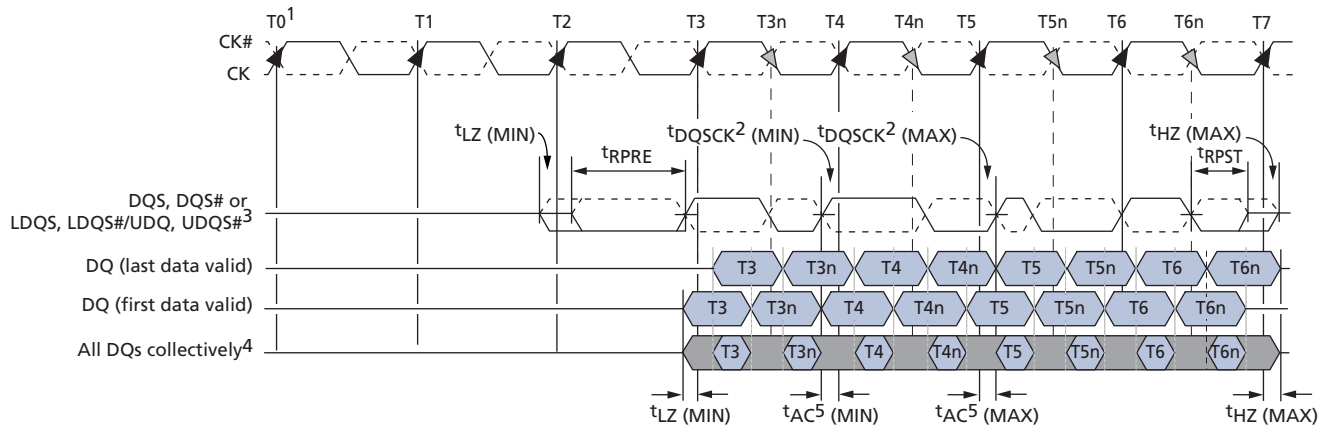 T0¹ T1 T2 T3 T3n T4 T4n T5 T5n T6 T6n T7
CK#
CK
tLZ (MIN) tRPRE tDQSCK² (MIN) tDQSCK² (MAX) tHZ (MAX) tRPST
DQS, DQS# or
LDQS, LDQS#/UDQ, UDQS#³
DQ (last data valid) T3 T3n T4 T4n T5 T5n T6 T6n
DQ (first data valid) T3 T3n T4 T4n T5 T5n T6 T6n
All DQs collectively⁴ T3 T3n T4 T4n T5 T5n T6 T6n
tLZ (MIN) tAC⁵ (MIN) tAC⁵ (MAX) tHZ (MAX)